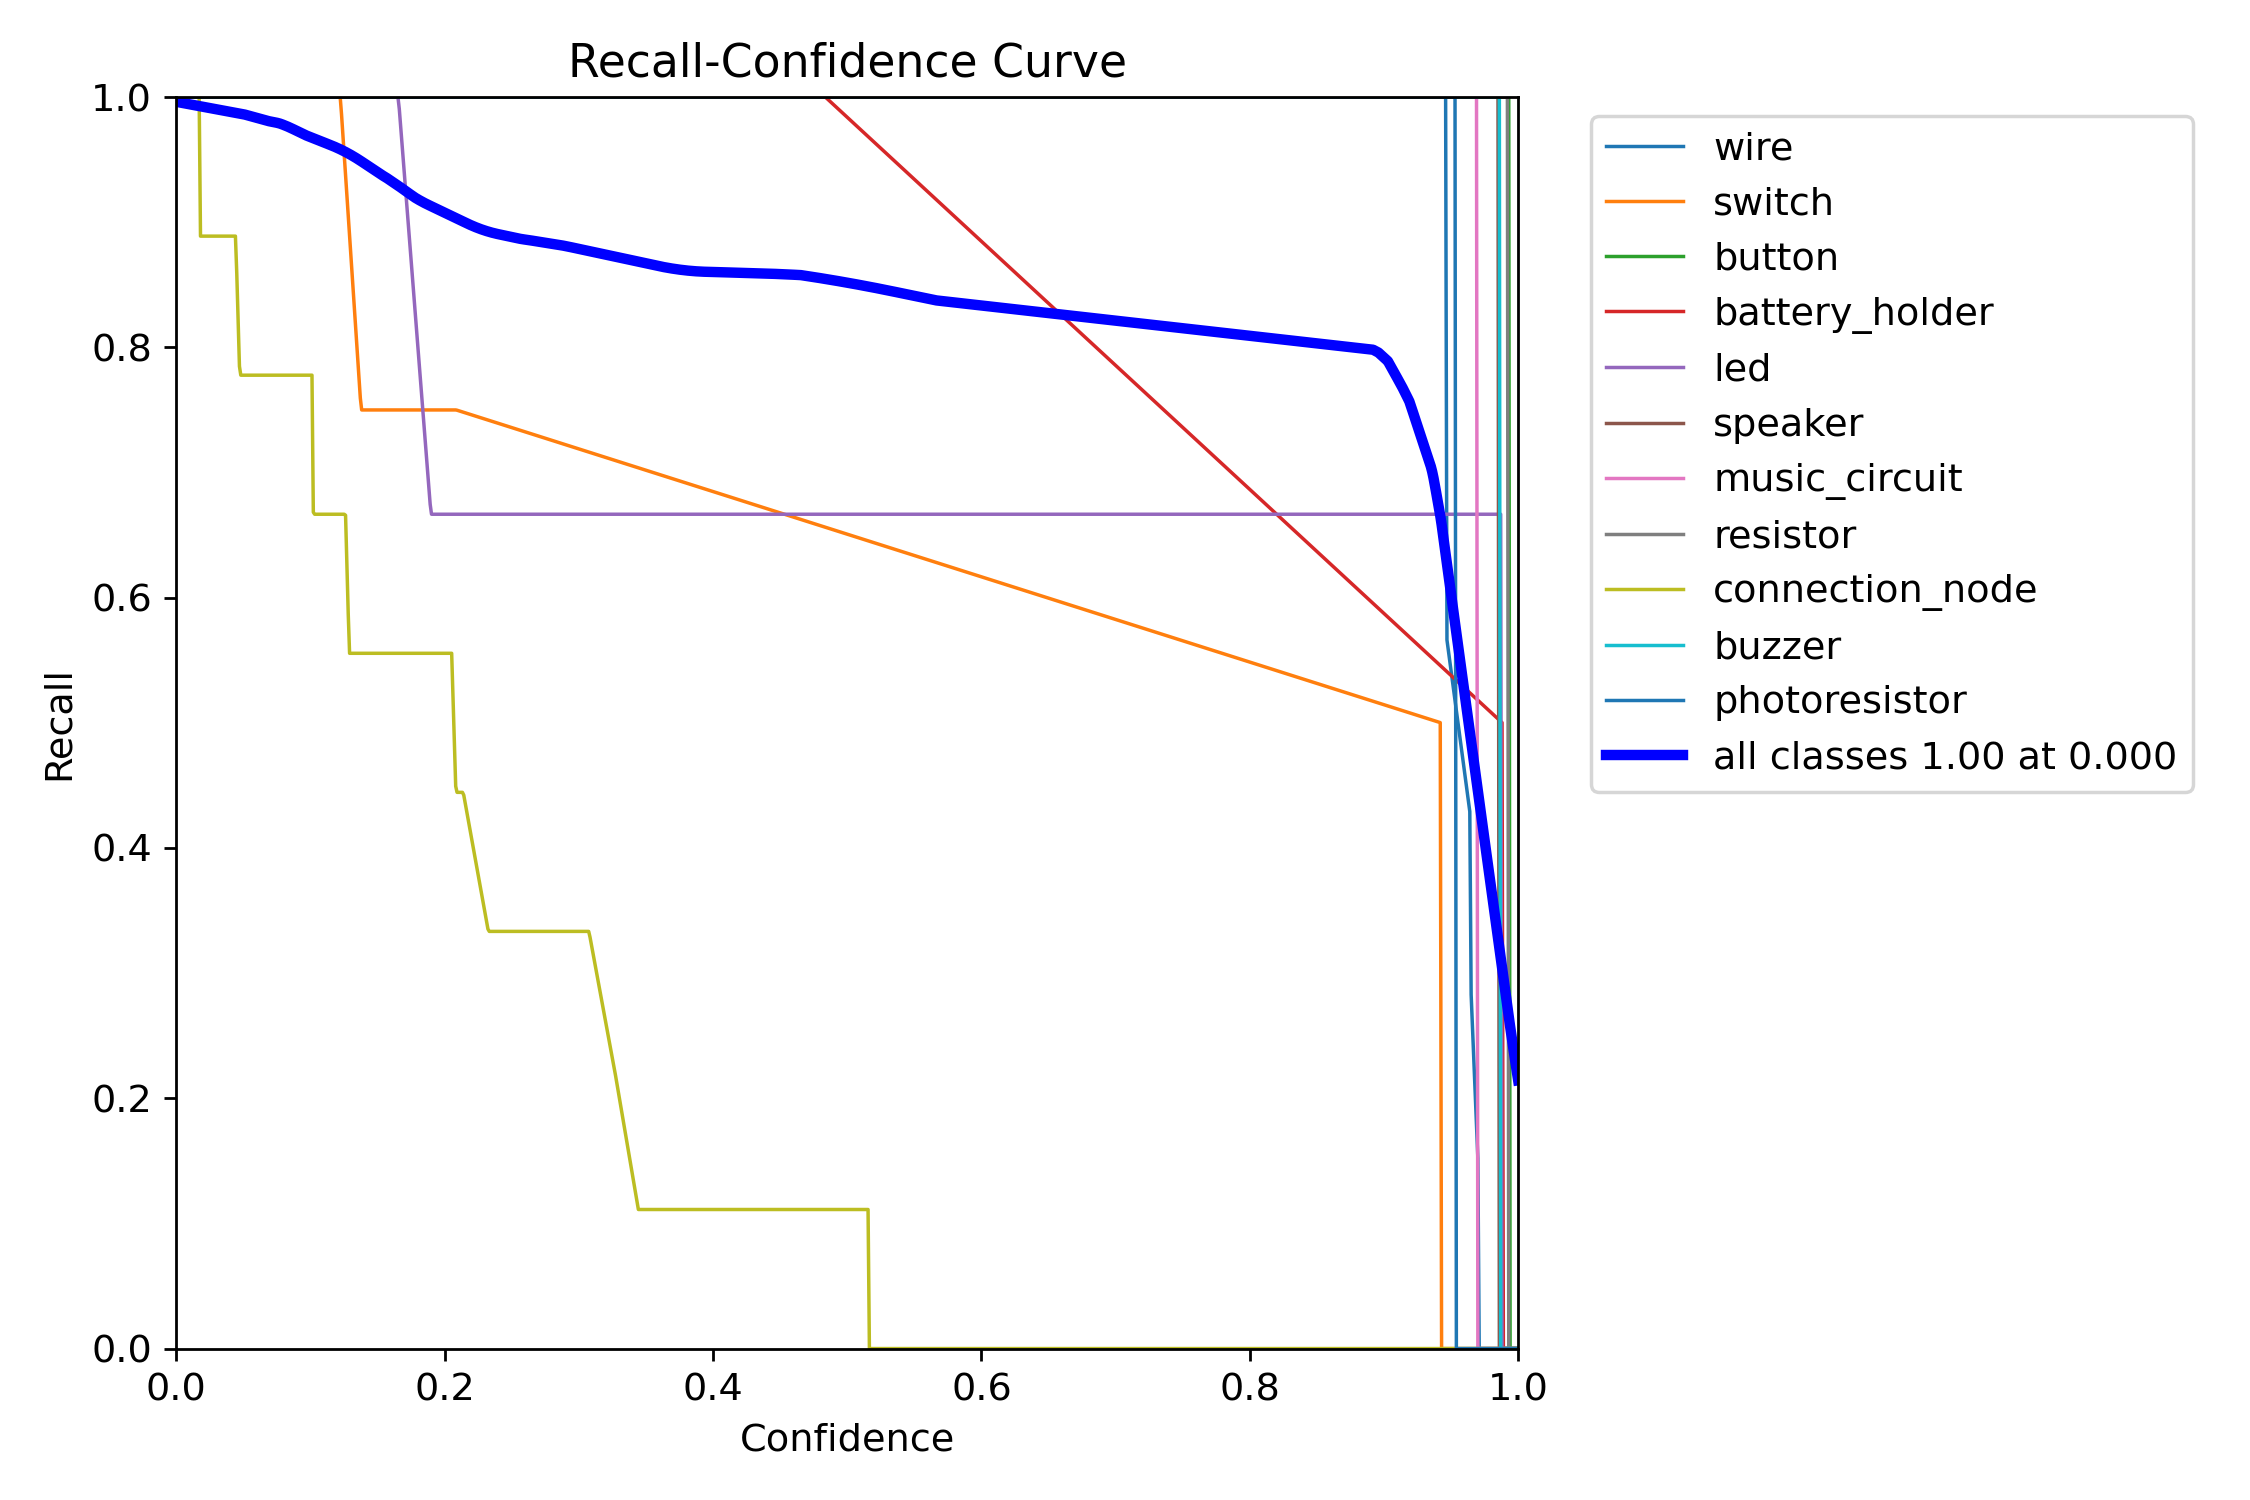 Recall-Confidence Curve
1.0
0.8
0.6
0.4
0.2
0.0
Recall
0.0 0.2 0.4 0.6 0.8 1.0
Confidence
wire
switch
button
battery_holder
led
speaker
music_circuit
resistor
connection_node
buzzer
photoresistor
all classes 1.00 at 0.000